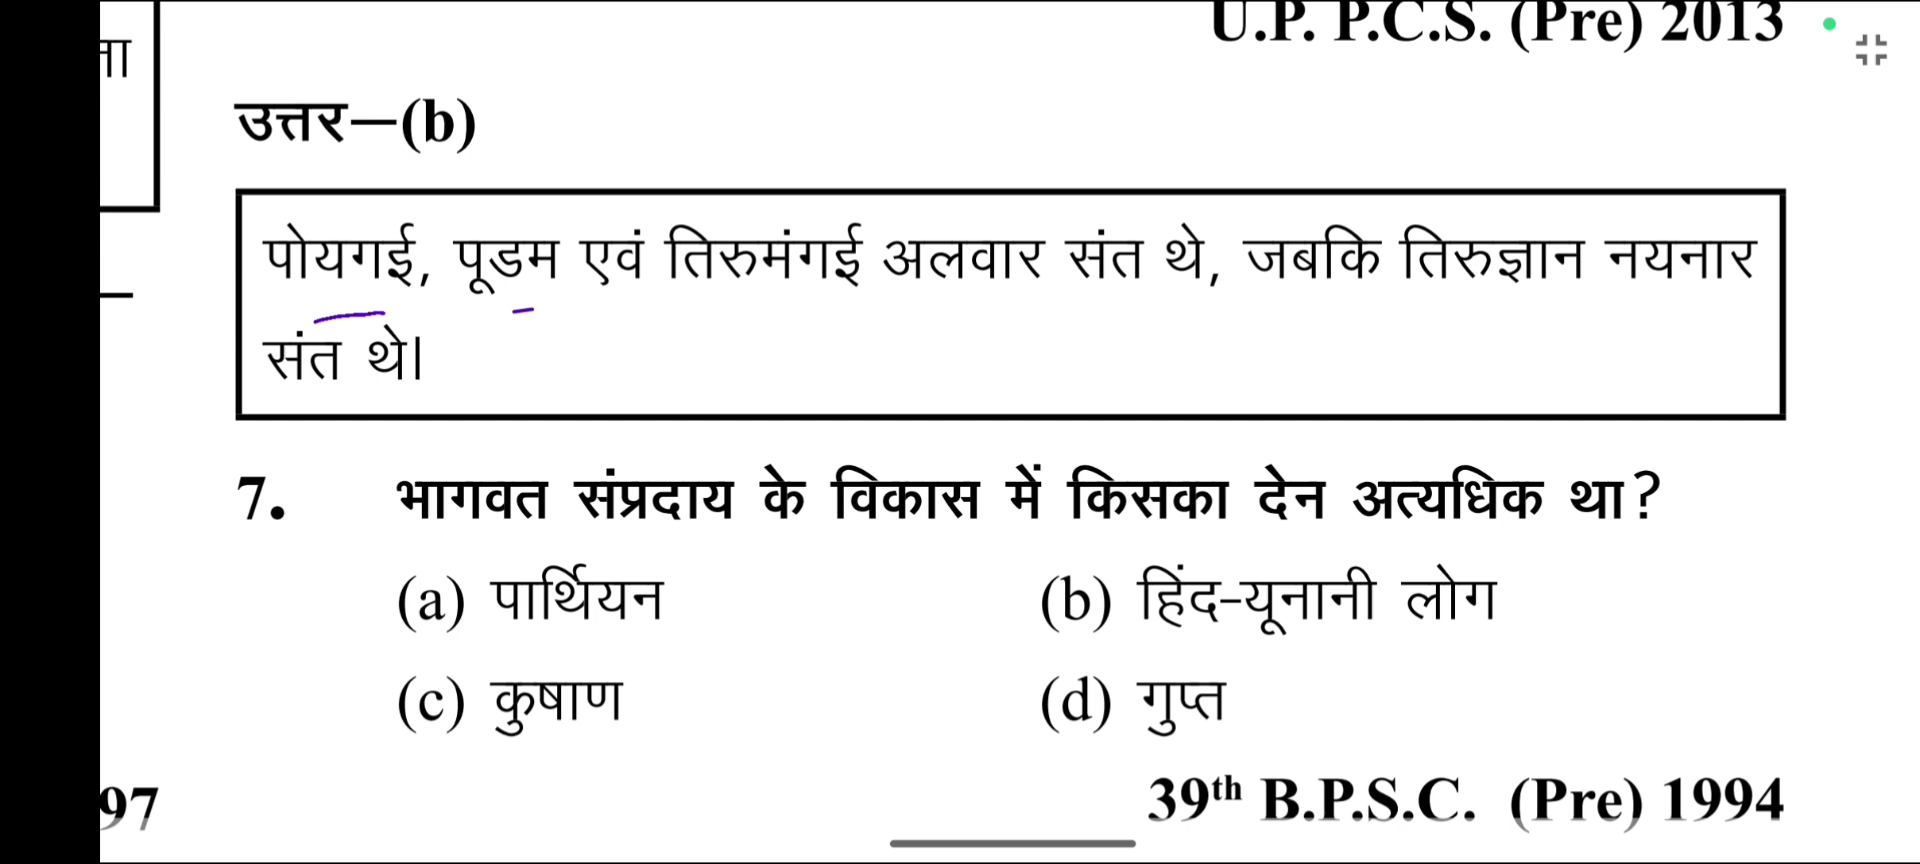 U.P. P.C.S. (Pre) 2013
ना
उत्तर—(b)
पोयगई, पूडम एवं तिरुमंगई अलवार संत थे, जबकि तिरुज्ञान नयनार
संत थे।
7. भागवत संप्रदाय के विकास में किसका देन अत्यधिक था?
(a) पार्थियन (b) हिंद-यूनानी लोग
(c) कुषाण (d) गुप्त
97 39th B.P.S.C. (Pre) 1994